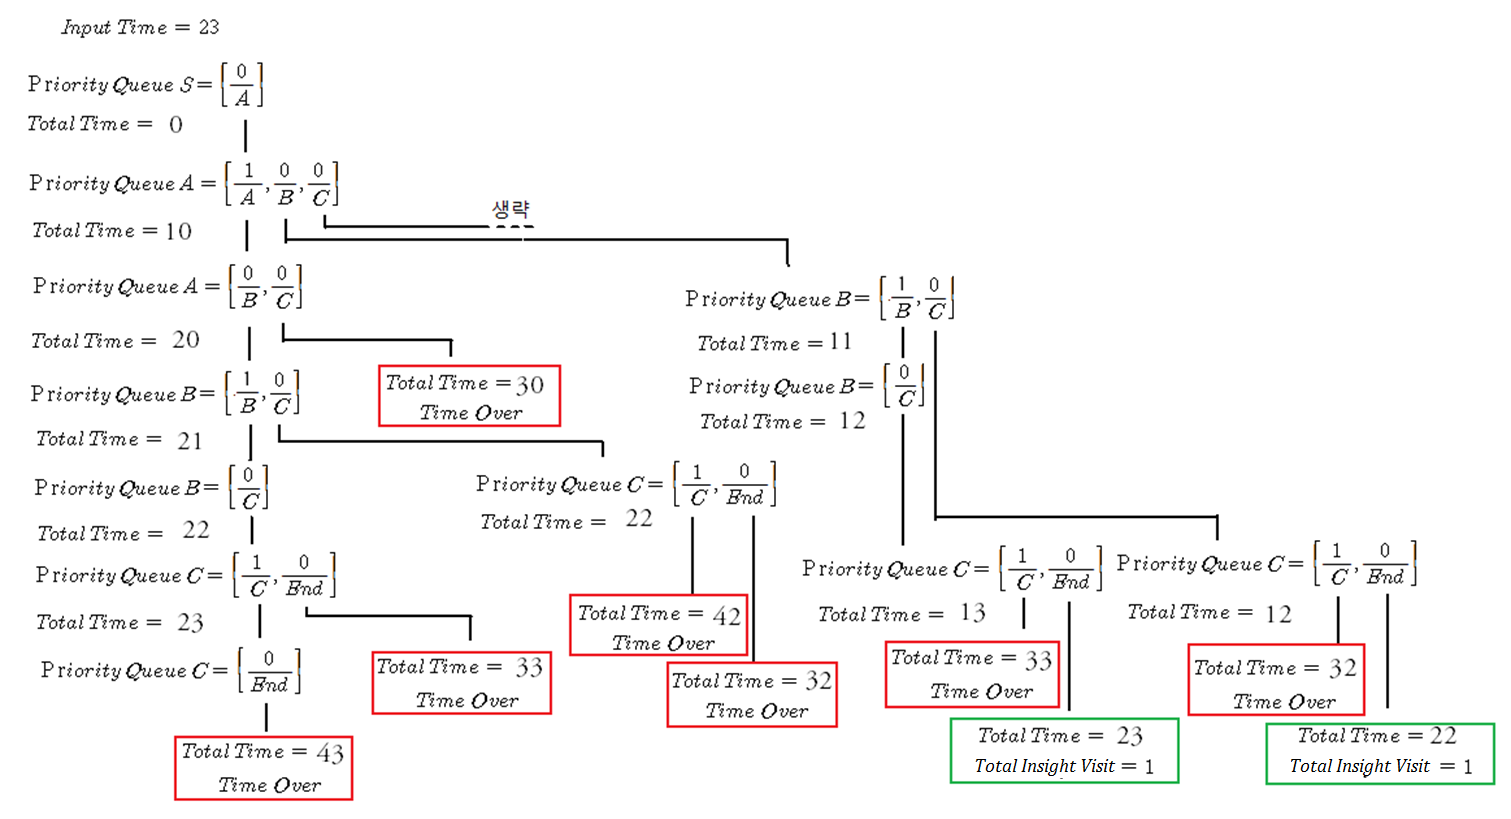 Input Time = 23
Priority Queue S = [0/A]
Total Time = 0
Priority Queue A = [1/A, 0/B, 0/C]
생략
Total Time = 10
Priority Queue A = [0/B, 0/C]
Priority Queue B = [1/B, 0/C]
Total Time = 20
Total Time = 11
Total Time = 30
Time Over
Priority Queue B = [1/B, 0/C]
Priority Queue B = [0/C]
Total Time = 21
Total Time = 12
Priority Queue B = [0/C]
Priority Queue C = [1/C, 0/End]
Total Time = 22
Total Time = 22
Priority Queue C = [1/C, 0/End]
Priority Queue C = [1/C, 0/End]
Priority Queue C = [1/C, 0/End]
Total Time = 23
Total Time = 42
Time Over
Total Time = 13
Total Time = 12
Priority Queue C = [0/End]
Total Time = 33
Time Over
Total Time = 32
Time Over
Total Time = 33
Time Over
Total Time = 32
Time Over
Total Time = 43
Time Over
Total Time = 23
Total Insight Visit = 1
Total Time = 22
Total Insight Visit = 1